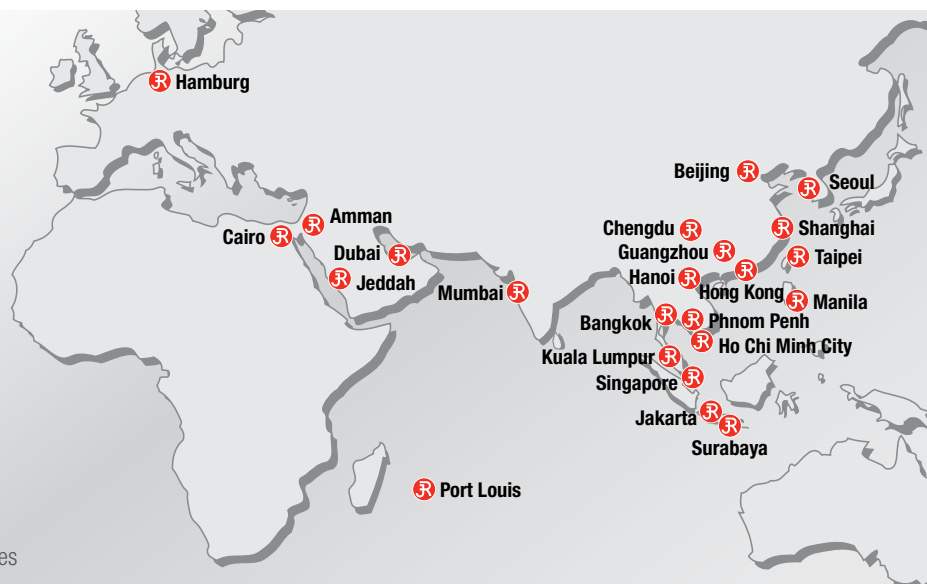 Hamburg
Beijing
Seoul
Amman
Cairo
Chengdu
Shanghai
Guangzhou
Dubai
Taipei
Hanoi
Jeddah
Mumbai
Hong Kong
Manila
Bangkok
Phnom Penh
Ho Chi Minh City
Kuala Lumpur
Singapore
Jakarta
Surabaya
Port Louis
es